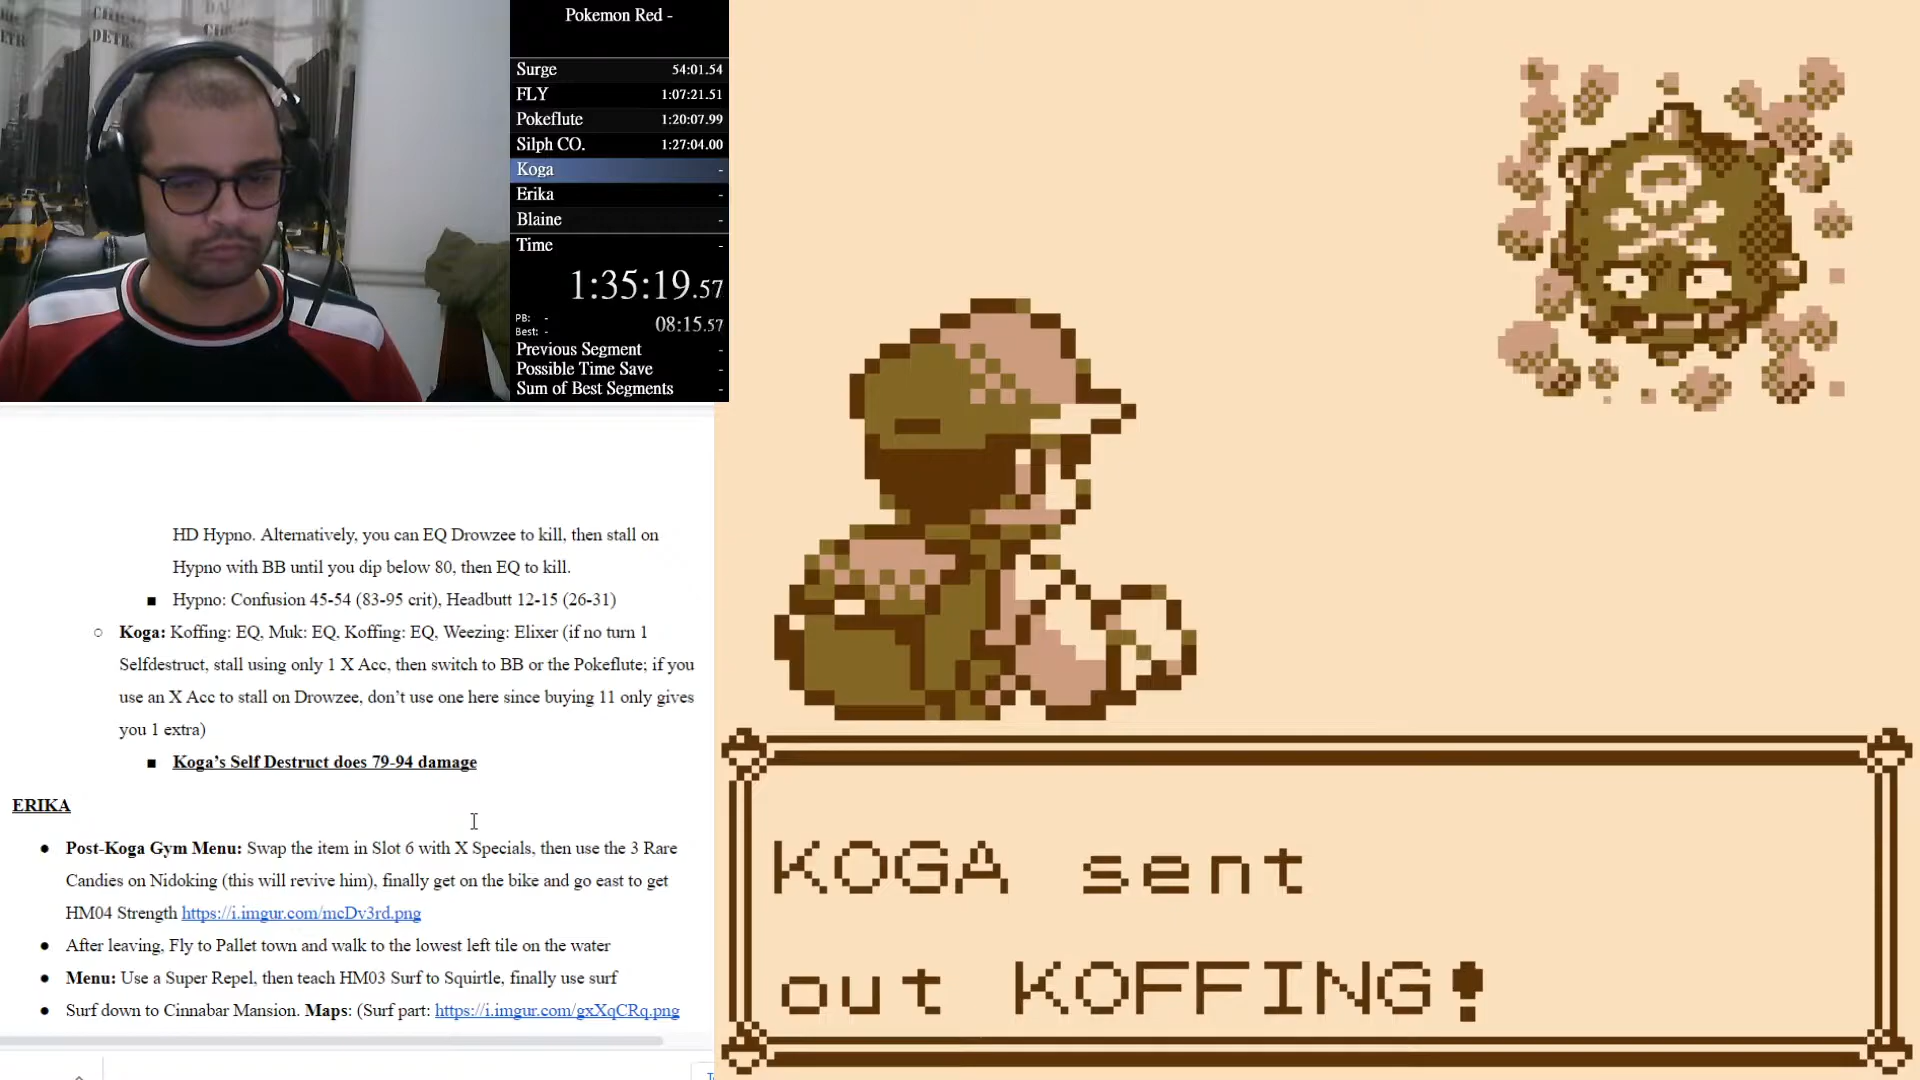 Pokemon Red -
Surge 54:01.54
FLY 1:07:21.51
Pokeflute 1:20:07.99
Silph CO. 1:27:04.00
Koga -
Erika -
Blaine -
Time -
1:35:19.57
PB: -
Best: -
08:15.57
Previous Segment -
Possible Time Save -
Sum of Best Segments -
HD Hypno. Alternatively, you can EQ Drowzee to kill, then stall on
Hypno with BB until you dip below 80, then EQ to kill.
■ Hypno: Confusion 45-54 (83-95 crit), Headbutt 12-15 (26-31)
○ Koga: Koffing: EQ, Muk: EQ, Koffing: EQ, Weezing: Elixer (if no turn 1
Selfdestruct, stall using only 1 X Acc, then switch to BB or the Pokeflute; if you
use an X Acc to stall on Drowzee, don't use one here since buying 11 only gives
you 1 extra)
■ Koga's Self Destruct does 79-94 damage
ERIKA
● Post-Koga Gym Menu: Swap the item in Slot 6 with X Specials, then use the 3 Rare
Candies on Nidoking (this will revive him), finally get on the bike and go east to get
HM04 Strength https://i.imgur.com/mcDv3rd.png
● After leaving, Fly to Pallet town and walk to the lowest left tile on the water
● Menu: Use a Super Repel, then teach HM03 Surf to Squirtle, finally use surf
● Surf down to Cinnabar Mansion. Maps: (Surf part: https://i.imgur.com/gxXqCRq.png
KOGA sent
out KOFFING!